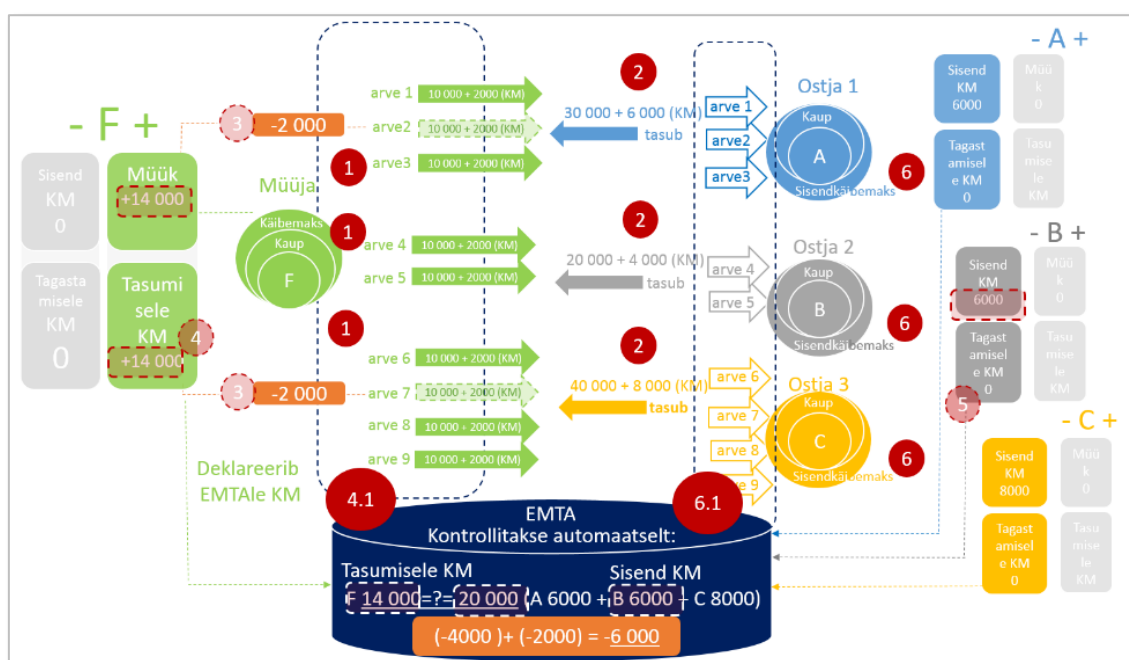 - F +
Sisend
KM
0
Müük
+14 000
Tagasta
misele
KM
0
Tasumi
sele
KM
+14 000
4
3
-2 000
3
-2 000
Müüja
Käibemaks
Kaup
F
Deklareerib
EMTAle KM
1
1
1
arve 1
10 000 + 2000 (KM)
arve2
10 000 + 2000 (KM)
arve3
10 000 + 2000 (KM)
arve 4
10 000 + 2000 (KM)
arve 5
10 000 + 2000 (KM)
arve 6
10 000 + 2000 (KM)
arve 7
10 000 + 2000 (KM)
arve 8
10 000 + 2000 (KM)
arve 9
10 000 + 2000 (KM)
2
30 000 + 6 000 (KM)
tasub
2
20 000 + 4 000 (KM)
tasub
2
40 000 + 8 000 (KM)
tasub
arve 1
arve2
arve3
Ostja 1
Kaup
A
Sisendkäibemaks
6
arve 4
arve 5
Ostja 2
Kaup
B
Sisendkäibemaks
6
arve 6
arve 7
arve 8
9
Ostja 3
Kaup
C
Sisendkäibemaks
6
- A +
Sisend
KM
6000
Müü
k
0
Tagast
amisel
e KM
0
Tasu
mise
le
KM
- B +
Sisend
KM
6000
Müü
k
0
Tagast
amisel
e KM
0
Tasu
mise
le
KM
5
- C +
Sisend
KM
8000
Müü
k
0
Tagast
amisel
e KM
0
Tasu
mise
le
KM
4.1
6.1
EMTA
Kontrollitakse automaatselt:
Tasumisele KM
Sisend KM
F 14 000=?= 20 000 (A 6000 + B 6000 + C 8000)
(-4000 )+ (-2000) = -6 000